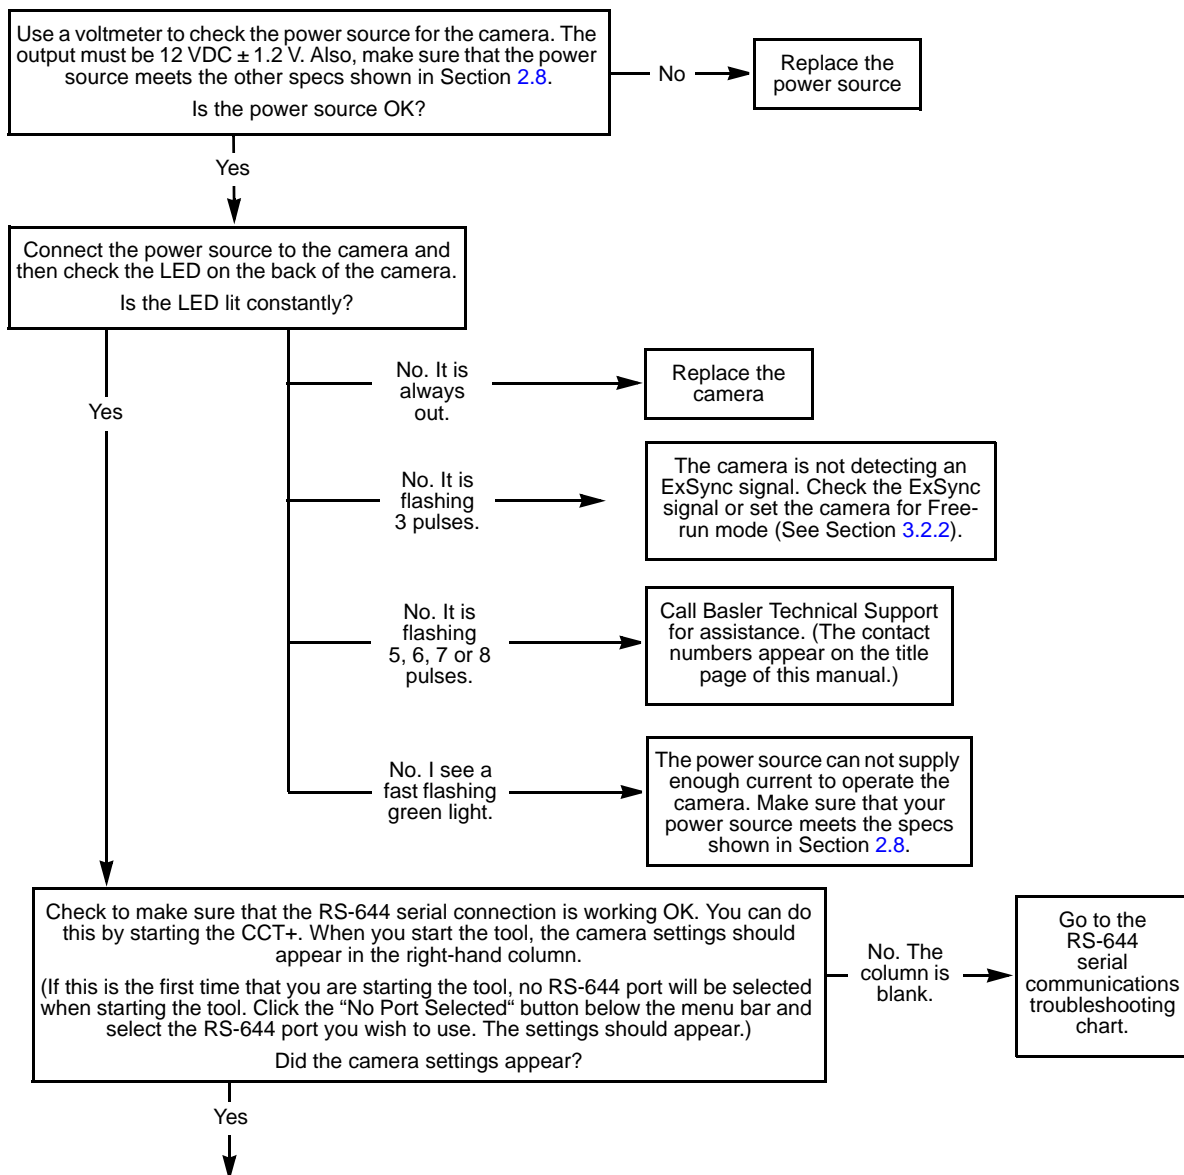 Use a voltmeter to check the power source for the camera. The
output must be 12 VDC ± 1.2 V. Also, make sure that the power
source meets the other specs shown in Section 2.8.
Is the power source OK?
No
Replace the
power source
Yes
Connect the power source to the camera and
then check the LED on the back of the camera.
Is the LED lit constantly?
No. It is
always
out.
Replace the
camera
Yes
No. It is
flashing
3 pulses.
The camera is not detecting an
ExSync signal. Check the ExSync
signal or set the camera for Free-
run mode (See Section 3.2.2).
No. It is
flashing
5, 6, 7 or 8
pulses.
Call Basler Technical Support
for assistance. (The contact
numbers appear on the title
page of this manual.)
No. I see a
fast flashing
green light.
The power source can not supply
enough current to operate the
camera. Make sure that your
power source meets the specs
shown in Section 2.8.
Check to make sure that the RS-644 serial connection is working OK. You can do
this by starting the CCT+. When you start the tool, the camera settings should
appear in the right-hand column.
(If this is the first time that you are starting the tool, no RS-644 port will be selected
when starting the tool. Click the “No Port Selected“ button below the menu bar and
select the RS-644 port you wish to use. The settings should appear.)
Did the camera settings appear?
No. The
column is
blank.
Go to the
RS-644
serial
communications
troubleshooting
chart.
Yes